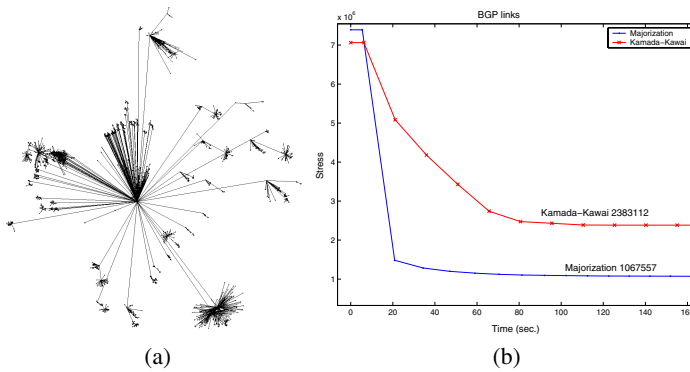 BGP links
x 10^6
Majorization
Kamada-Kawai
7
6
5
4
3
2
1
Stress
Kamada-Kawai 2383112
Majorization 1067557
0 20 40 60 80 100 120 140
Time (sec.)
(a) (b)